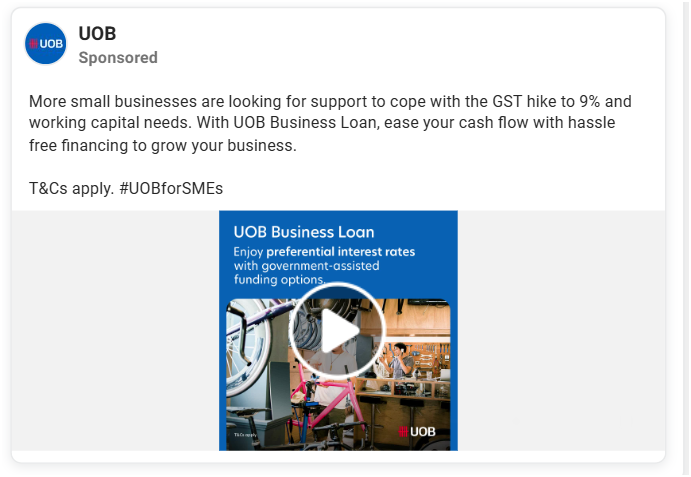 UOB
UOB
Sponsored
More small businesses are looking for support to cope with the GST hike to 9% and
working capital needs. With UOB Business Loan, ease your cash flow with hassle
free financing to grow your business.
T&Cs apply. #UOBforSMEs
UOB Business Loan
Enjoy preferential interest rates
with government-assisted
funding options.
T&Cs apply
UOB